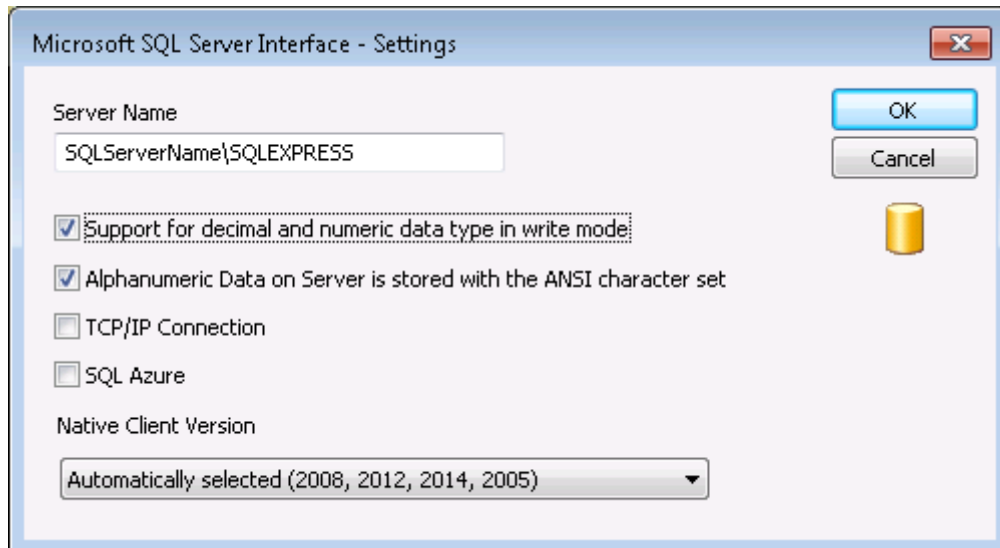 Microsoft SQL Server Interface - Settings
Server Name
OK
SQLServerName\SQLEXPRESS
Cancel
Support for decimal and numeric data type in write mode
Alphanumeric Data on Server is stored with the ANSI character set
TCP/IP Connection
SQL Azure
Native Client Version
Automatically selected (2008, 2012, 2014, 2005)